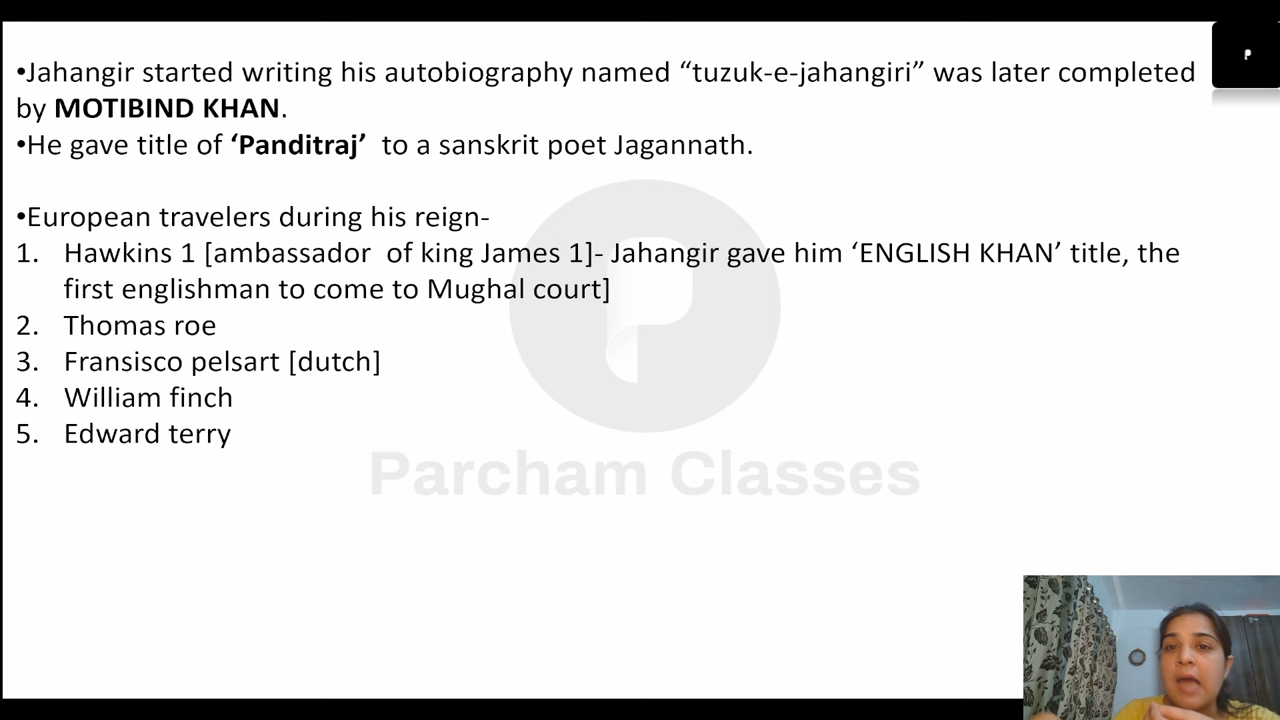 •Jahangir started writing his autobiography named “tuzuk-e-jahangiri” was later completed
by MOTIBIND KHAN.
•He gave title of ‘Panditraj’ to a sanskrit poet Jagannath.
•European travelers during his reign-
1. Hawkins 1 [ambassador of king James 1]- Jahangir gave him ‘ENGLISH KHAN’ title, the
first englishman to come to Mughal court]
2. Thomas roe
3. Fransisco pelsart [dutch]
4. William finch
5. Edward terry
Parcham Classes